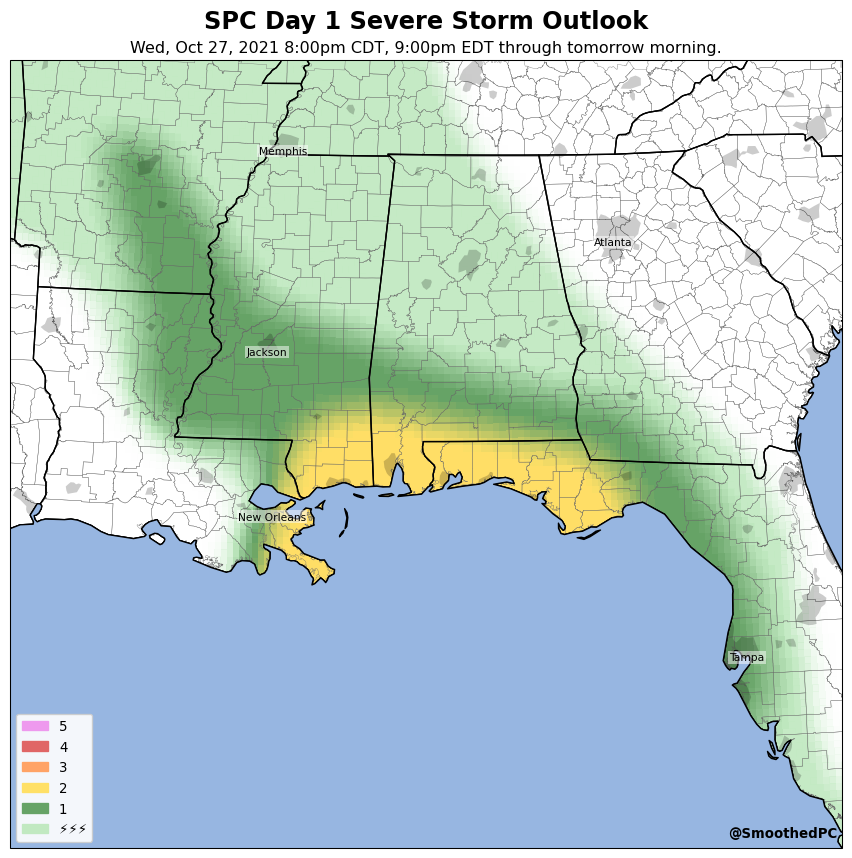 SPC Day 1 Severe Storm Outlook
Wed, Oct 27, 2021 8:00pm CDT, 9:00pm EDT through tomorrow morning.
Memphis
Atlanta
Jackson
New Orleans
Tampa
5
4
3
2
1
⚡⚡⚡
@SmoothedPC